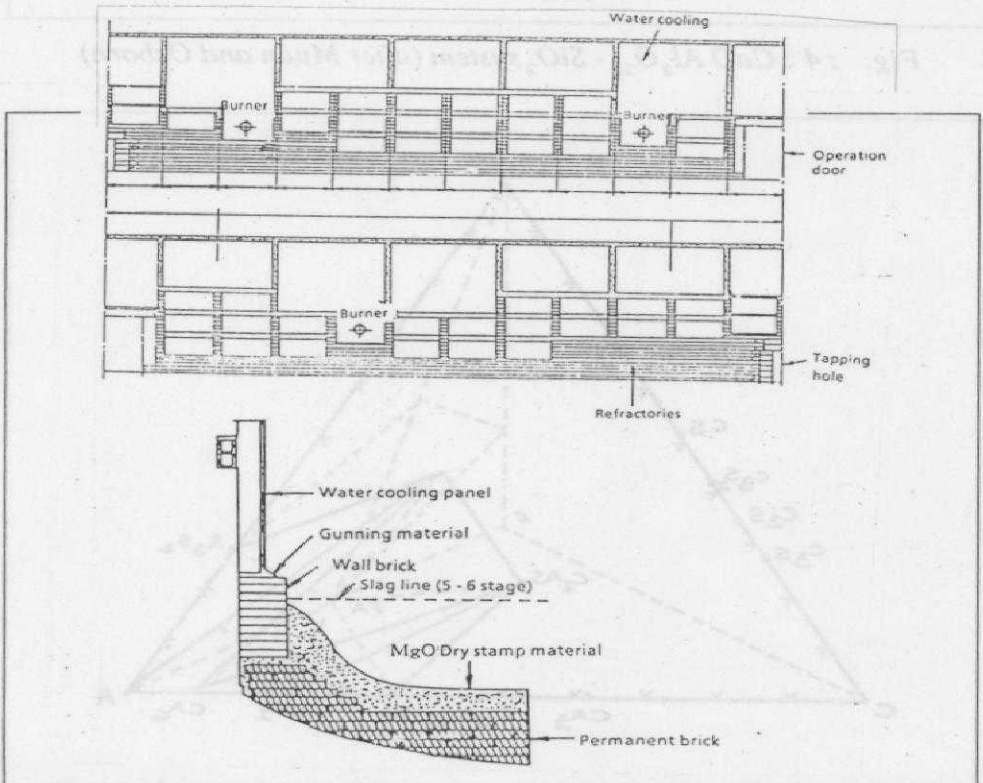 Water cooling
Burner
Burner
Operation
door
Burner
Tapping
hole
Refractories
Water cooling panel
Gunning material
Wall brick
Slag line (5 - 6 stage)
MgO Dry stamp material
Permanent brick